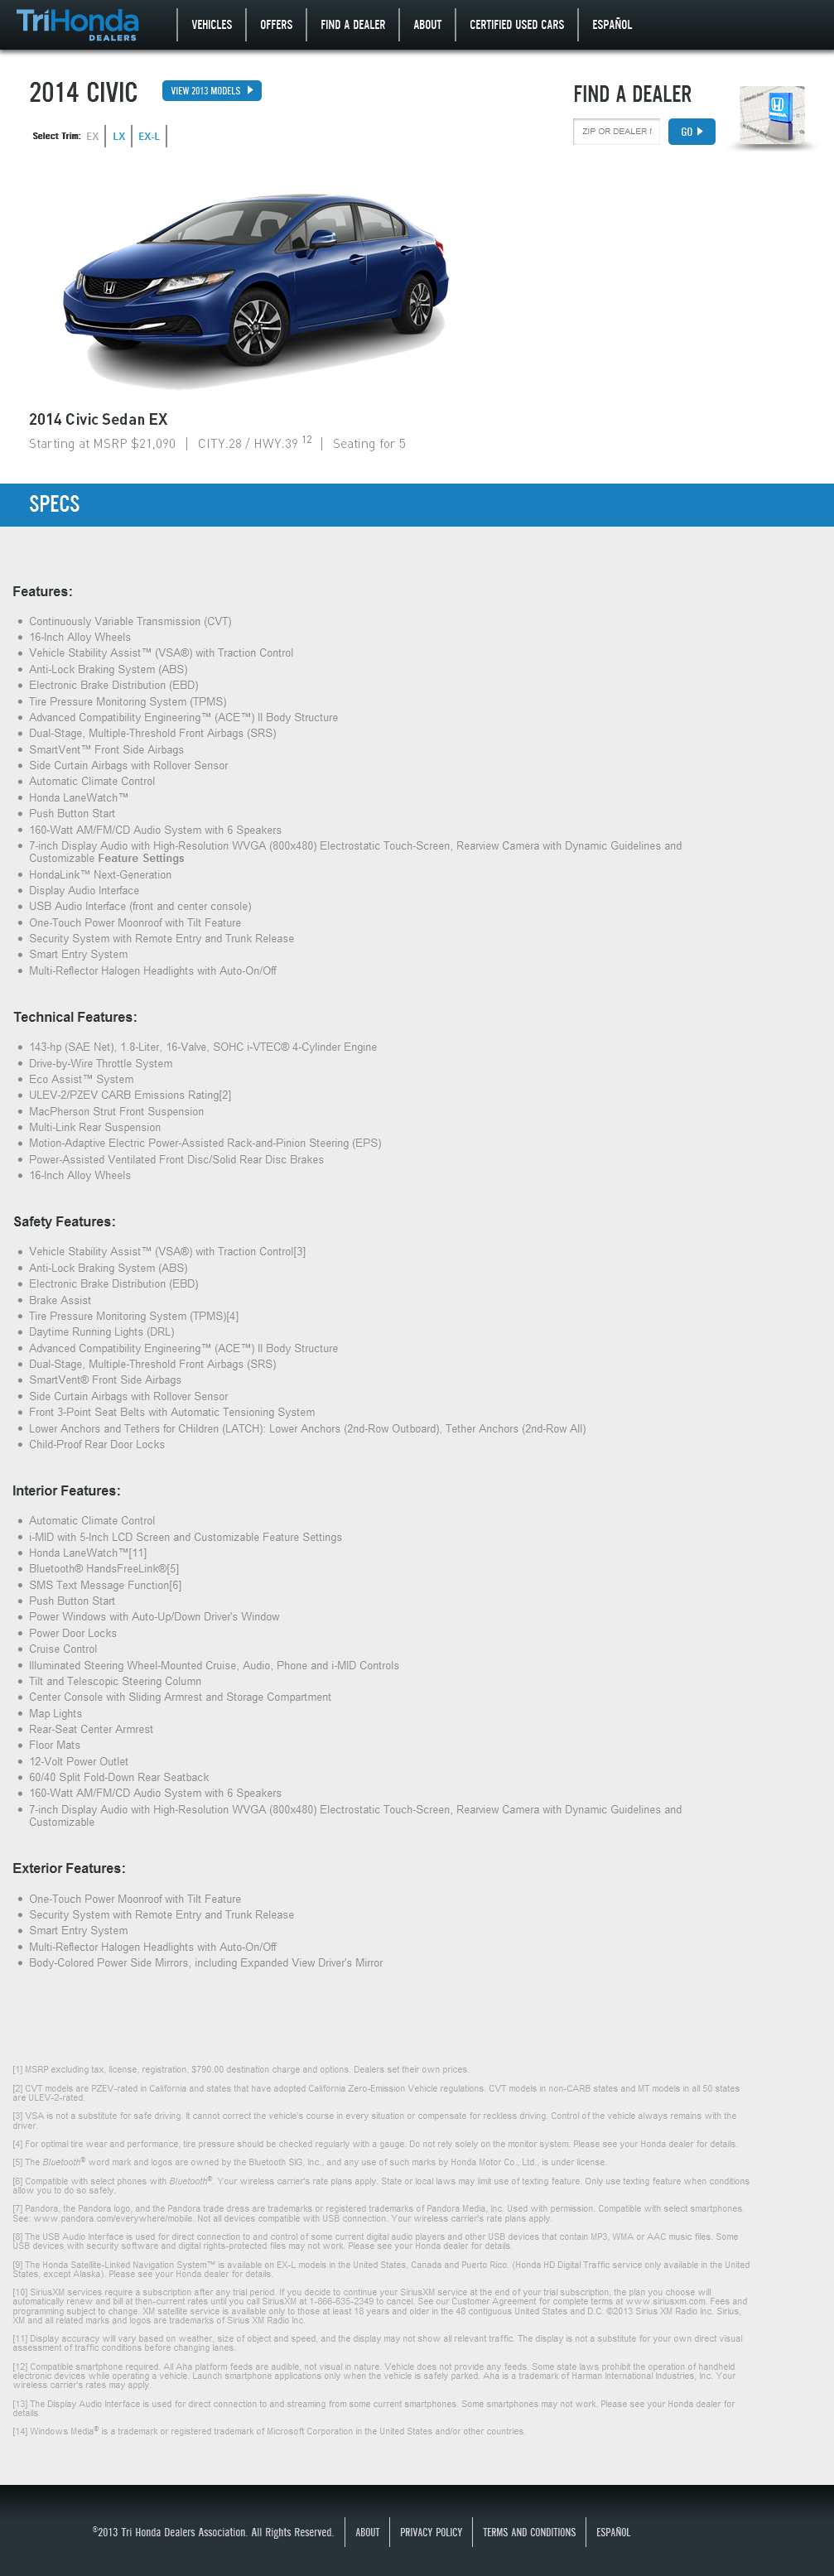 TriHonda
DEALERS
VEHICLES
OFFERS
FIND A DEALER
ABOUT
CERTIFIED USED CARS
ESPAÑOL
2014 CIVIC
VIEW 2013 MODELS
FIND A DEALER
Select Trim: EX LX EX-L
ZIP OR DEALER
GO
2014 Civic Sedan EX
Starting at MSRP $21,090 | CITY.28 / HWY.39 12 | Seating for 5
SPECS
Features:
Continuously Variable Transmission (CVT)
16-Inch Alloy Wheels
Vehicle Stability Assist™ (VSA®) with Traction Control
Anti-Lock Braking System (ABS)
Electronic Brake Distribution (EBD)
Tire Pressure Monitoring System (TPMS)
Advanced Compatibility Engineering™ (ACE™) II Body Structure
Dual-Stage, Multiple-Threshold Front Airbags (SRS)
SmartVent™ Front Side Airbags
Side Curtain Airbags with Rollover Sensor
Automatic Climate Control
Honda LaneWatch™
Push Button Start
160-Watt AM/FM/CD Audio System with 6 Speakers
7-inch Display Audio with High-Resolution WVGA (800x480) Electrostatic Touch-Screen, Rearview Camera with Dynamic Guidelines and
Customizable Feature Settings
HondaLink™ Next-Generation
Display Audio Interface
USB Audio Interface (front and center console)
One-Touch Power Moonroof with Tilt Feature
Security System with Remote Entry and Trunk Release
Smart Entry System
Multi-Reflector Halogen Headlights with Auto-On/Off
Technical Features:
143-hp (SAE Net), 1.8-Liter, 16-Valve, SOHC i-VTEC® 4-Cylinder Engine
Drive-by-Wire Throttle System
Eco Assist™ System
ULEV-2/PZEV CARB Emissions Rating[2]
MacPherson Strut Front Suspension
Multi-Link Rear Suspension
Motion-Adaptive Electric Power-Assisted Rack-and-Pinion Steering (EPS)
Power-Assisted Ventilated Front Disc/Solid Rear Disc Brakes
16-Inch Alloy Wheels
Safety Features:
Vehicle Stability Assist™ (VSA®) with Traction Control[3]
Anti-Lock Braking System (ABS)
Electronic Brake Distribution (EBD)
Brake Assist
Tire Pressure Monitoring System (TPMS)[4]
Daytime Running Lights (DRL)
Advanced Compatibility Engineering™ (ACE™) II Body Structure
Dual-Stage, Multiple-Threshold Front Airbags (SRS)
SmartVent® Front Side Airbags
Side Curtain Airbags with Rollover Sensor
Front 3-Point Seat Belts with Automatic Tensioning System
Lower Anchors and Tethers for CHildren (LATCH): Lower Anchors (2nd-Row Outboard), Tether Anchors (2nd-Row All)
Child-Proof Rear Door Locks
Interior Features:
Automatic Climate Control
i-MID with 5-Inch LCD Screen and Customizable Feature Settings
Honda LaneWatch™[11]
Bluetooth® HandsFreeLink®[5]
SMS Text Message Function[6]
Push Button Start
Power Windows with Auto-Up/Down Driver's Window
Power Door Locks
Cruise Control
Illuminated Steering Wheel-Mounted Cruise, Audio, Phone and i-MID Controls
Tilt and Telescopic Steering Column
Center Console with Sliding Armrest and Storage Compartment
Map Lights
Rear-Seat Center Armrest
Floor Mats
12-Volt Power Outlet
60/40 Split Fold-Down Rear Seatback
160-Watt AM/FM/CD Audio System with 6 Speakers
7-inch Display Audio with High-Resolution WVGA (800x480) Electrostatic Touch-Screen, Rearview Camera with Dynamic Guidelines and
Customizable
Exterior Features:
One-Touch Power Moonroof with Tilt Feature
Security System with Remote Entry and Trunk Release
Smart Entry System
Multi-Reflector Halogen Headlights with Auto-On/Off
Body-Colored Power Side Mirrors, including Expanded View Driver's Mirror
[1] MSRP excluding tax, license, registration, $790.00 destination charge and options. Dealers set their own prices.
[2] CVT models are PZEV-rated in California and states that have adopted California Zero-Emission Vehicle regulations. CVT models in non-CARB states and MT models in all 50 states
are ULEV-2-rated.
[3] VSA is not a substitute for safe driving. It cannot correct the vehicle's course in every situation or compensate for reckless driving. Control of the vehicle always remains with the
driver.
[4] For optimal tire wear and performance, tire pressure should be checked regularly with a gauge. Do not rely solely on the monitor system. Please see your Honda dealer for details.
[5] The Bluetooth® word mark and logos are owned by the Bluetooth SIG, Inc., and any use of such marks by Honda Motor Co., Ltd., is under license.
[6] Compatible with select phones with Bluetooth®. Your wireless carrier's rate plans apply. State or local laws may limit use of texting feature. Only use texting feature when conditions
allow you to do so safely.
[7] Pandora, the Pandora logo, and the Pandora trade dress are trademarks or registered trademarks of Pandora Media, Inc. Used with permission. Compatible with select smartphones.
See: www.pandora.com/everywhere/mobile. Not all devices compatible with USB connection. Your wireless carrier's rate plans apply.
[8] The USB Audio Interface is used for direct connection to and control of some current digital audio players and other USB devices that contain MP3, WMA or AAC music files. Some
USB devices with security software and digital rights-protected files may not work. Please see your Honda dealer for details.
[9] The Honda Satellite-Linked Navigation System™ is available on EX-L models in the United States, Canada and Puerto Rico. (Honda HD Digital Traffic service only available in the United
States, except Alaska). Please see your Honda dealer for details.
[10] SiriusXM services require a subscription after any trial period. If you decide to continue your SiriusXM service at the end of your trial subscription, the plan you choose will
automatically renew and bill at then-current rates until you call SiriusXM at 1-866-635-2349 to cancel. See our Customer Agreement for complete terms at www.siriusxm.com. Fees and
programming subject to change. XM satellite service is available only to those at least 18 years and older in the 48 contiguous United States and D.C. ©2013 Sirius XM Radio Inc. Sirius,
XM and all related marks and logos are trademarks of Sirius XM Radio Inc.
[11] Display accuracy will vary based on weather, size of object and speed, and the display may not show all relevant traffic. The display is not a substitute for your own direct visual
assessment of traffic conditions before changing lanes.
[12] Compatible smartphone required. All Aha platform feeds are audible, not visual in nature. Vehicle does not provide any feeds. Some state laws prohibit the operation of handheld
electronic devices while operating a vehicle. Launch smartphone applications only when the vehicle is safely parked. Aha is a trademark of Harman International Industries, Inc. Your
wireless carrier's rates may apply.
[13] The Display Audio Interface is used for direct connection to and streaming from some current smartphones. Some smartphones may not work. Please see your Honda dealer for
details.
[14] Windows Media® is a trademark or registered trademark of Microsoft Corporation in the United States and/or other countries.
©2013 Tri Honda Dealers Association. All Rights Reserved.
ABOUT
PRIVACY POLICY
TERMS AND CONDITIONS
ESPAÑOL